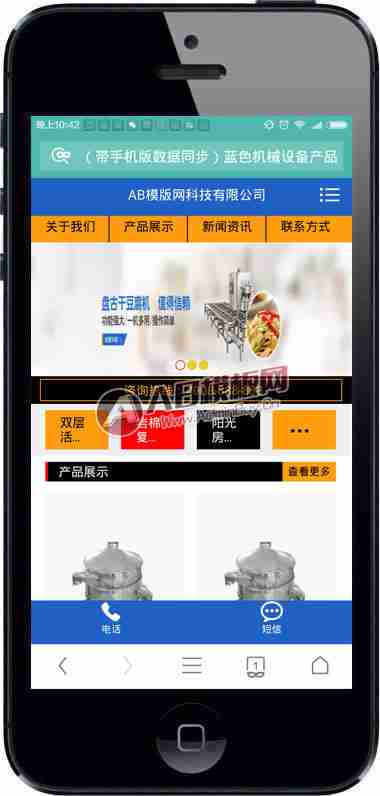 晚上10:42
（带手机版数据同步）蓝色机械设备产品
AB模版网科技有限公司
关于我们 产品展示 新闻资讯 联系方式
盘古干豆腐机 值得信赖
功能强大/一机多用/操作简单
咨询热线
双层活... 岩棉复... 阳光房... •••
AB模版网
产品展示 查看更多
电话 短信
1